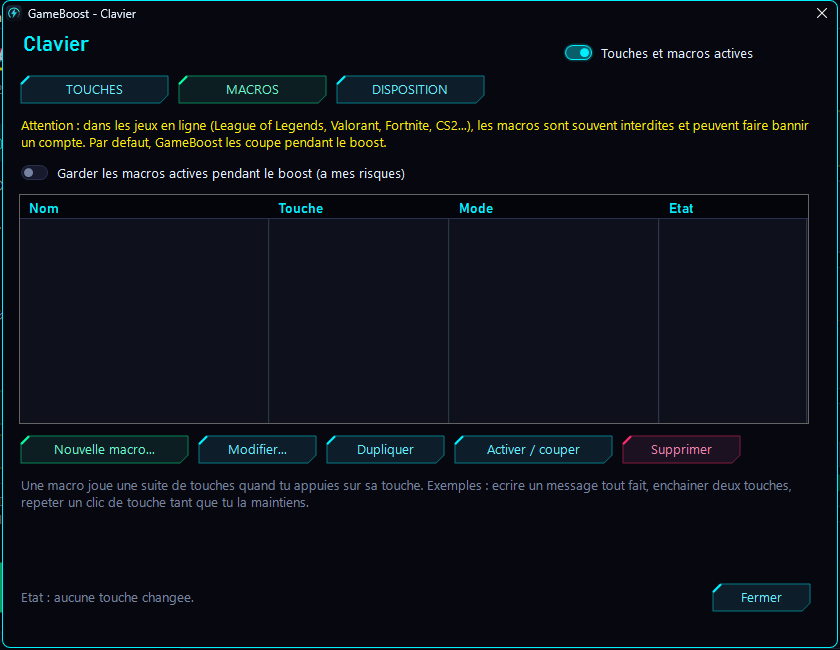 GameBoost - Clavier
Clavier
Touches et macros actives
TOUCHES MACROS DISPOSITION
Attention : dans les jeux en ligne (League of Legends, Valorant, Fortnite, CS2...), les macros sont souvent interdites et peuvent faire bannir
un compte. Par defaut, GameBoost les coupe pendant le boost.
Garder les macros actives pendant le boost (a mes risques)
Nom Touche Mode Etat
Nouvelle macro... Modifier... Dupliquer Activer / couper Supprimer
Une macro joue une suite de touches quand tu appuies sur sa touche. Exemples : ecrire un message tout fait, enchainer deux touches,
repeter un clic de touche tant que tu la maintiens.
Etat : aucune touche changee.
Fermer